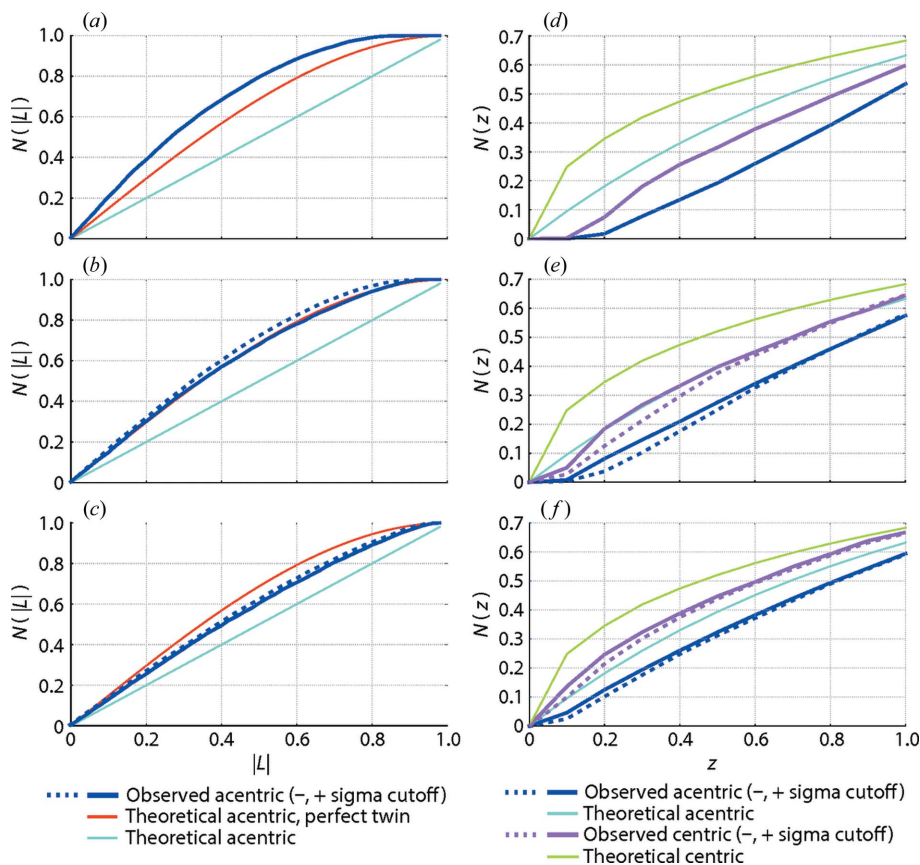 (a)
N(|L|)
1.0
0.8
0.6
0.4
0.2
0
(d)
N(z)
0.7
0.6
0.5
0.4
0.3
0.2
0.1
0
(b)
N(|L|)
1.0
0.8
0.6
0.4
0.2
0
(e)
N(z)
0.7
0.6
0.5
0.4
0.3
0.2
0.1
0
(c)
N(|L|)
1.0
0.8
0.6
0.4
0.2
0
0 0.2 0.4 0.6 0.8 1.0
|L|
(f)
N(z)
0.7
0.6
0.5
0.4
0.3
0.2
0.1
0
0 0.2 0.4 0.6 0.8 1.0
z
Observed acentric (–, + sigma cutoff)
Theoretical acentric, perfect twin
Theoretical acentric
Observed acentric (–, + sigma cutoff)
Theoretical acentric
Observed centric (–, + sigma cutoff)
Theoretical centric